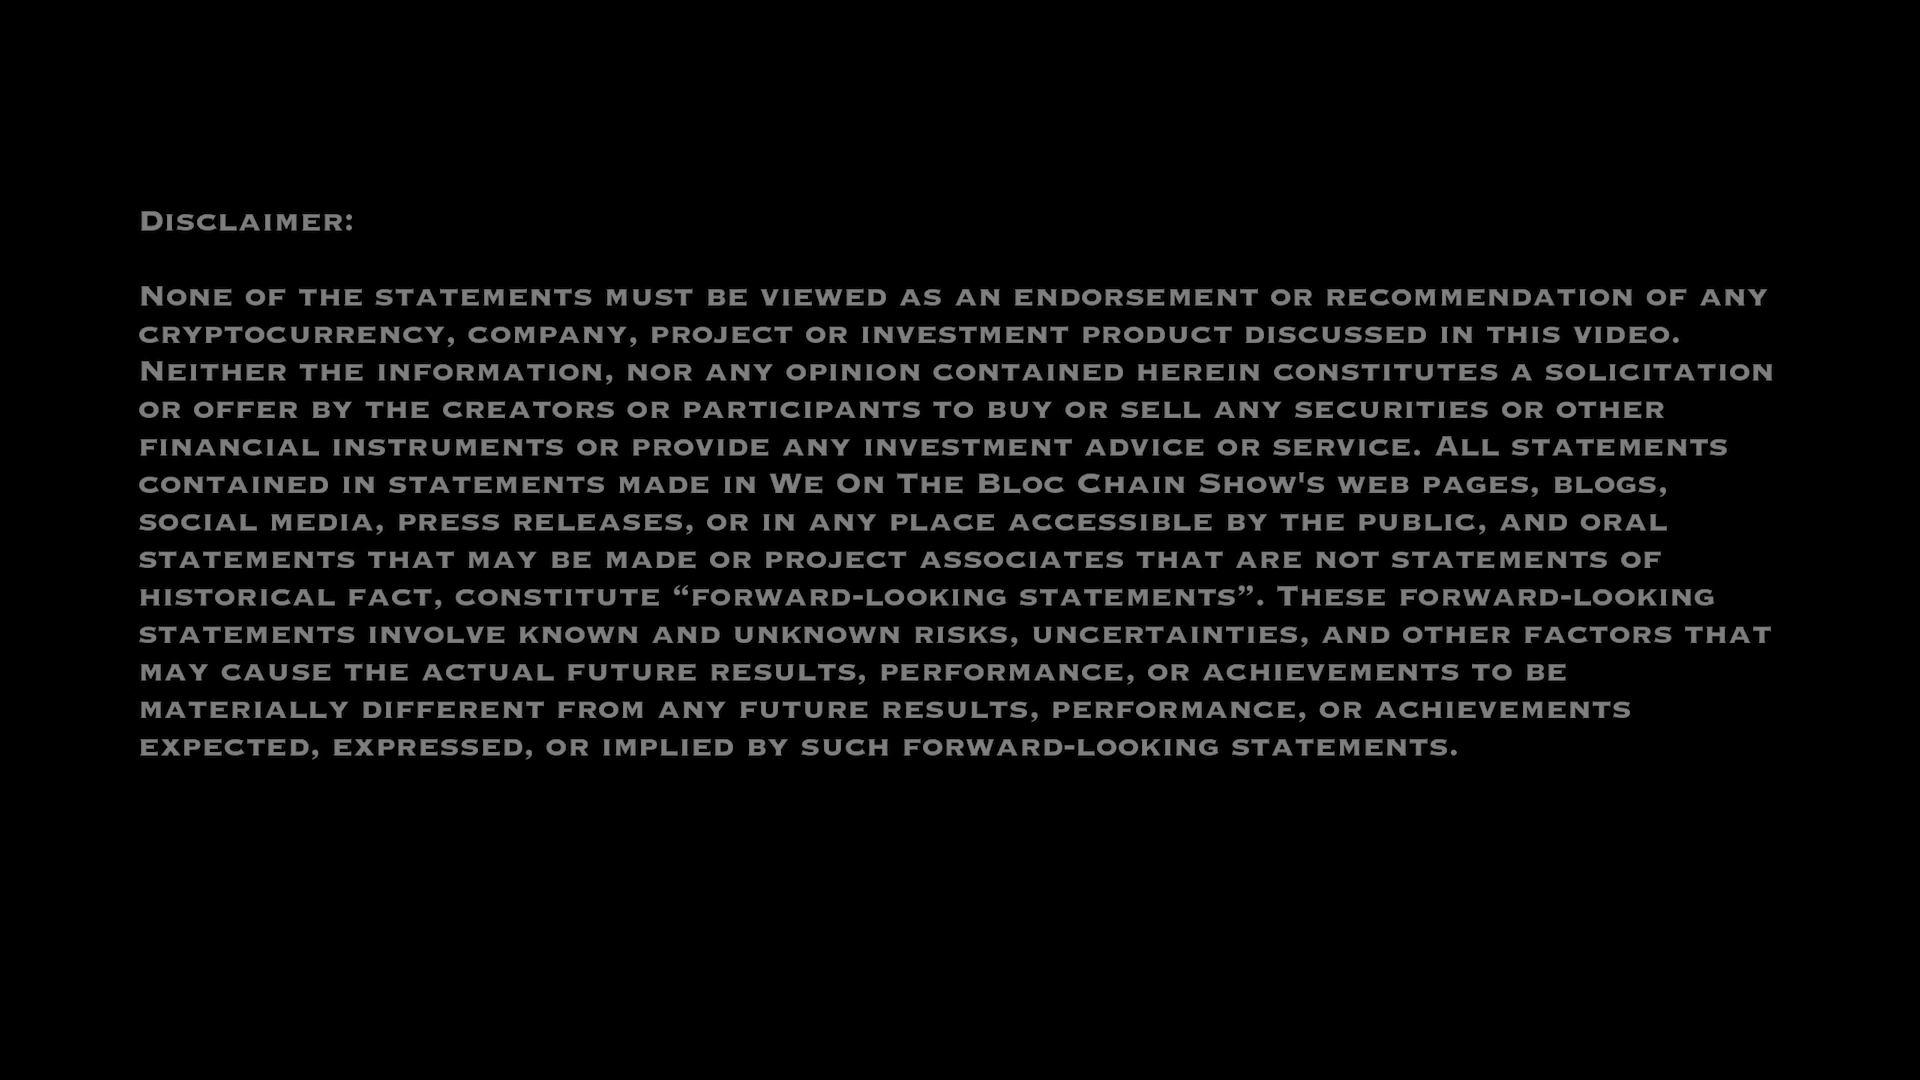 Disclaimer:
None of the statements must be viewed as an endorsement or recommendation of any
cryptocurrency, company, project or investment product discussed in this video.
Neither the information, nor any opinion contained herein constitutes a solicitation
or offer by the creators or participants to buy or sell any securities or other
financial instruments or provide any investment advice or service. All statements
contained in statements made in We On The Bloc Chain Show's web pages, blogs,
social media, press releases, or in any place accessible by the public, and oral
statements that may be made or project associates that are not statements of
historical fact, constitute “forward-looking statements”. These forward-looking
statements involve known and unknown risks, uncertainties, and other factors that
may cause the actual future results, performance, or achievements to be
materially different from any future results, performance, or achievements
expected, expressed, or implied by such forward-looking statements.